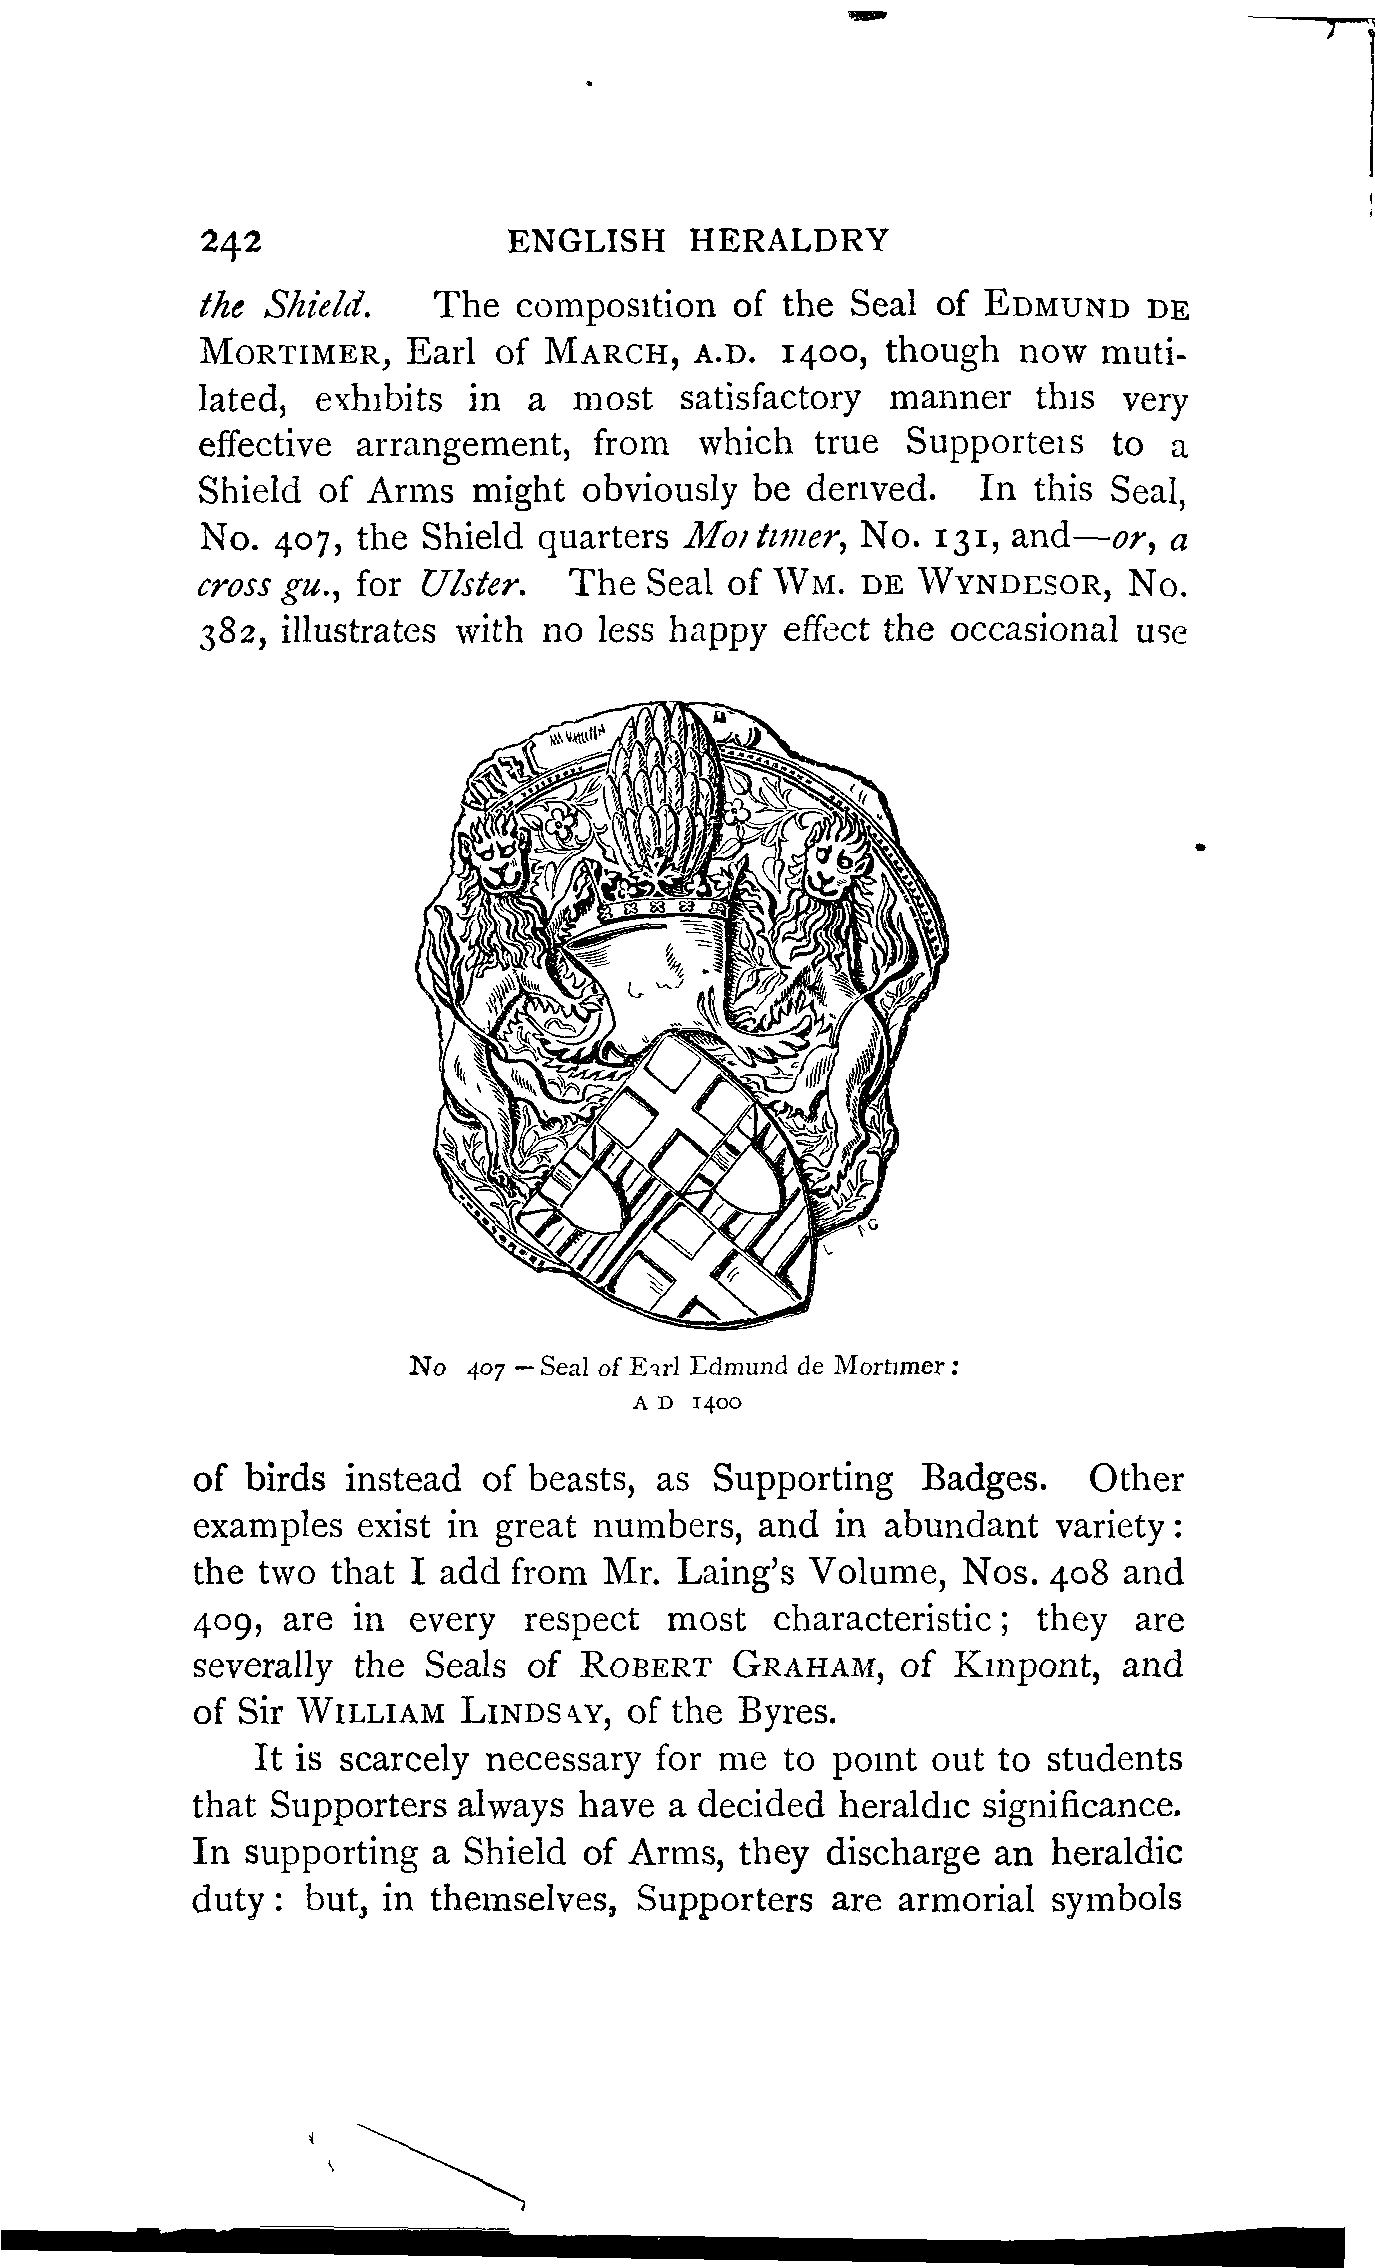 242 ENGLISH HERALDRY
the Shield. The composition of the Seal of EDMUND DE
MORTIMER, Earl of MARCH, A.D. 1400, though now muti-
lated, exhibits in a most satisfactory manner this very
effective arrangement, from which true Supporters to a
Shield of Arms might obviously be derived. In this Seal,
No. 407, the Shield quarters Mortimer, No. 131, and—or, a
cross gu., for Ulster. The Seal of WM. DE WYNDESOR, No.
382, illustrates with no less happy effect the occasional use
No 407 — Seal of Earl Edmund de Mortimer :
A D 1400
of birds instead of beasts, as Supporting Badges. Other
examples exist in great numbers, and in abundant variety :
the two that I add from Mr. Laing's Volume, Nos. 408 and
409, are in every respect most characteristic ; they are
severally the Seals of ROBERT GRAHAM, of Kinpont, and
of Sir WILLIAM LINDSAY, of the Byres.
It is scarcely necessary for me to point out to students
that Supporters always have a decided heraldic significance.
In supporting a Shield of Arms, they discharge an heraldic
duty : but, in themselves, Supporters are armorial symbols